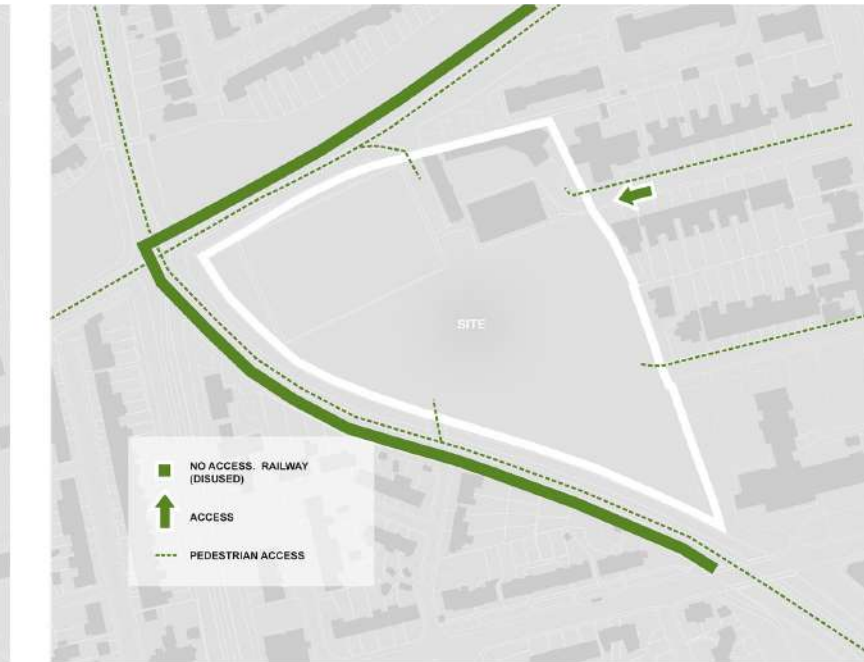 SITE
NO ACCESS. RAILWAY
(DISUSED)
ACCESS
PEDESTRIAN ACCESS